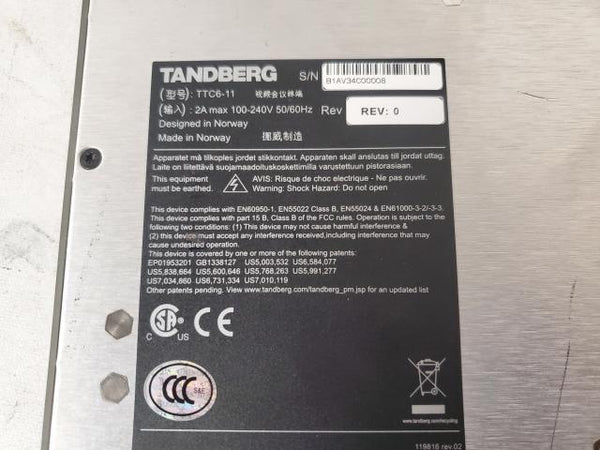 TANDBERG
S/N
B1AV34C00008
(型号): TTC6-11 视频会议终端
(输入): 2A max 100-240V 50/60Hz Rev REV: 0
Designed in Norway
Made in Norway 挪威制造
Apparatet må tilkoples jordet stikkontakt. Apparaten skall anslutas till jordat uttag.
Laite on liitettävä suojamaadoituskoskettimilla varustettuun pistorasiaan.
This equipment must be earthed.
AVIS: Risque de choc electrique - Ne pas ouvrir.
Warning: Shock Hazard: Do not open
This device complies with EN60950-1, EN55022 Class B, EN55024 & EN61000-3-2/-3-3.
This device complies with part 15 B, Class B of the FCC rules. Operation is subject to the
following two conditions: (1) This device may not cause harmful interference &
(2) this device must accept any interference received,including interference that may
cause undesired operation.
This device is covered by one or more of the following patents:
EP01953201 GB1338127 US5,003,532 US6,584,077
US5,838,664 US5,600,646 US5,768,263 US5,991,277
US7,034,860 US6,731,334 US7,010,119
Other patents pending. View www.tandberg.com/tandberg_pm.jsp for an updated list
C SA US CE
CCC S&E
www.tandberg.com/recycling
119816 rev.02